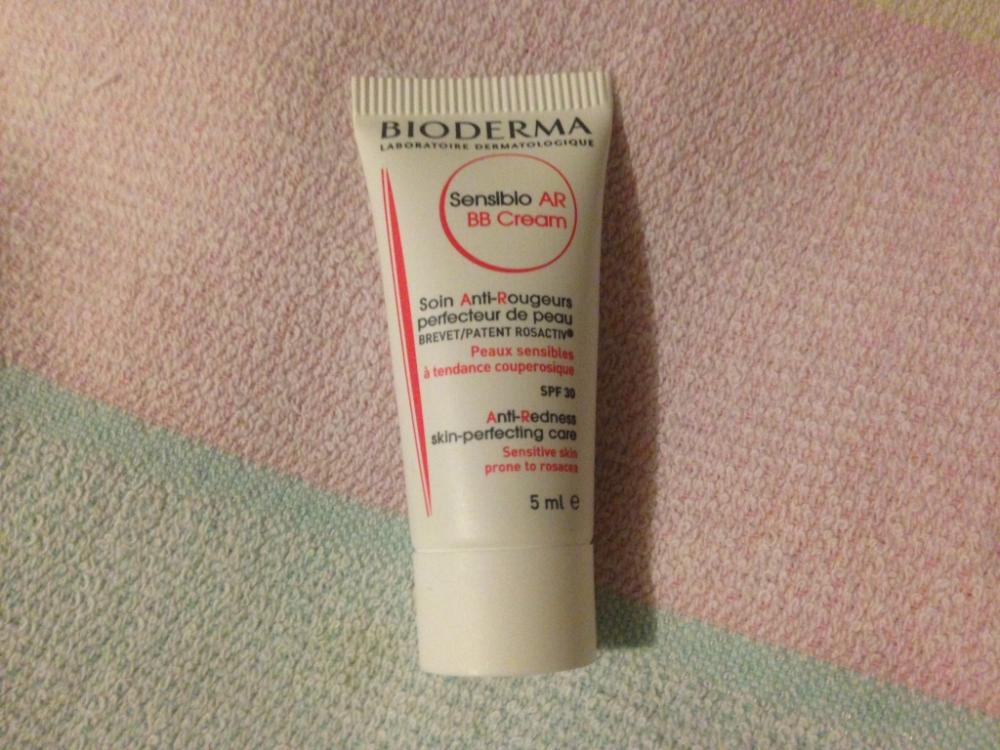 BIODERMA
LABORATOIRE DERMATOLOGIQUE
Sensibio AR
BB Cream
Soin Anti-Rougeurs
perfecteur de peau
BREVET/PATENT ROSACTIV®
Peaux sensibles
à tendance couperosique
SPF 30
Anti-Redness
skin-perfecting care
Sensitive skin
prone to rosacea
5 ml e